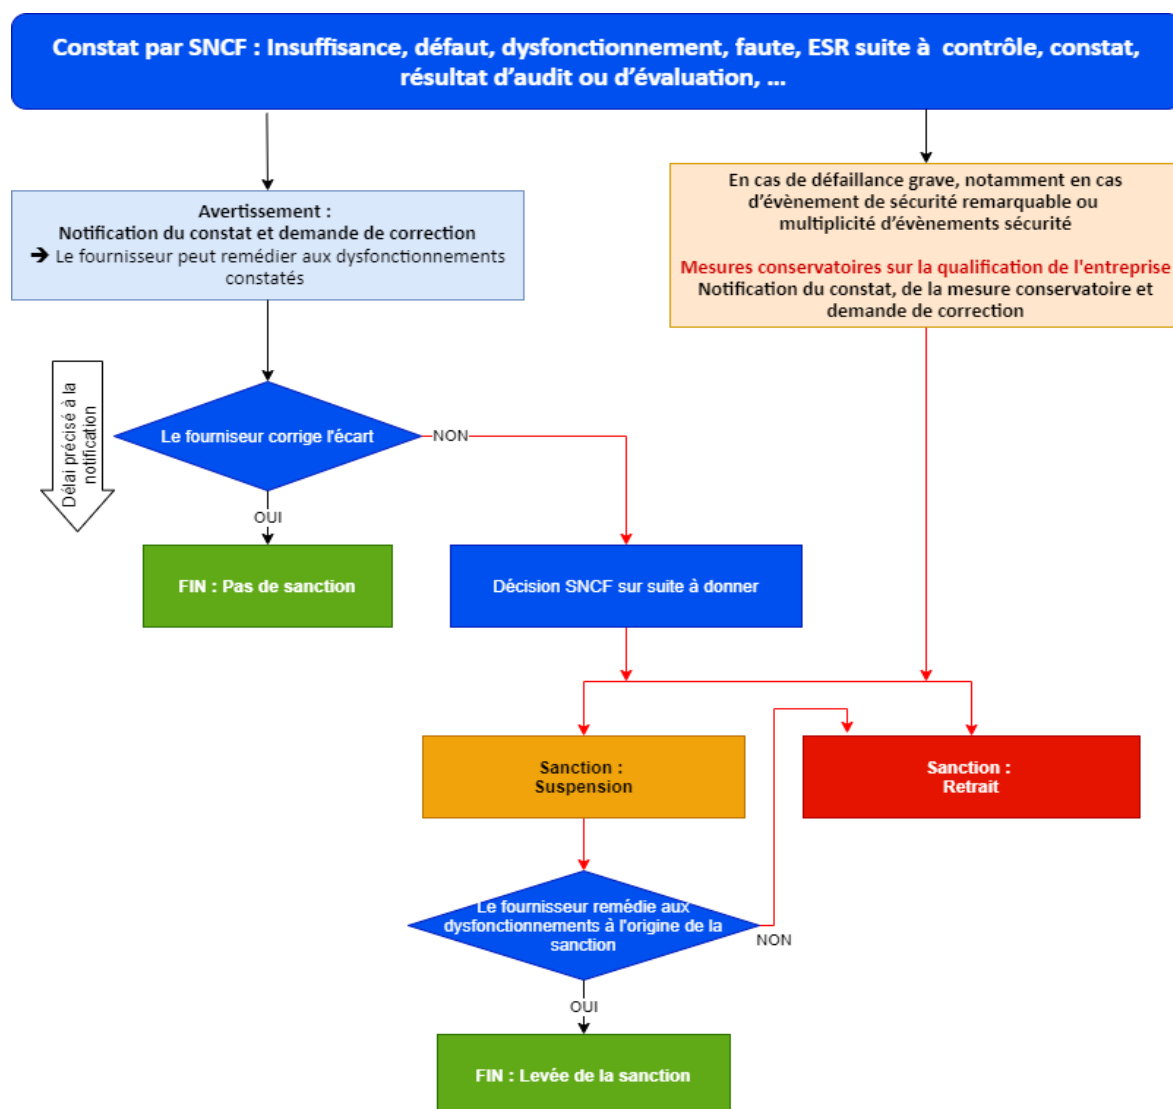 Constat par SNCF : Insuffisance, défaut, dysfonctionnement, faute, ESR suite à contrôle, constat,
résultat d’audit ou d’évaluation, ...
Avertissement :
Notification du constat et demande de correction
➔ Le fournisseur peut remédier aux dysfonctionnements
constatés
En cas de défaillance grave, notamment en cas
d’évènement de sécurité remarquable ou
multiplicité d’évènements sécurité
Mesures conservatoires sur la qualification de l'entreprise
Notification du constat, de la mesure conservatoire et
demande de correction
Délai précisé à la
notification
Le fourniseur corrige l'écart
NON
OUI
FIN : Pas de sanction
Décision SNCF sur suite à donner
Sanction :
Suspension
Sanction :
Retrait
Le fournisseur remédie aux
dysfonctionnements à l'origine de la
sanction
NON
OUI
FIN : Levée de la sanction